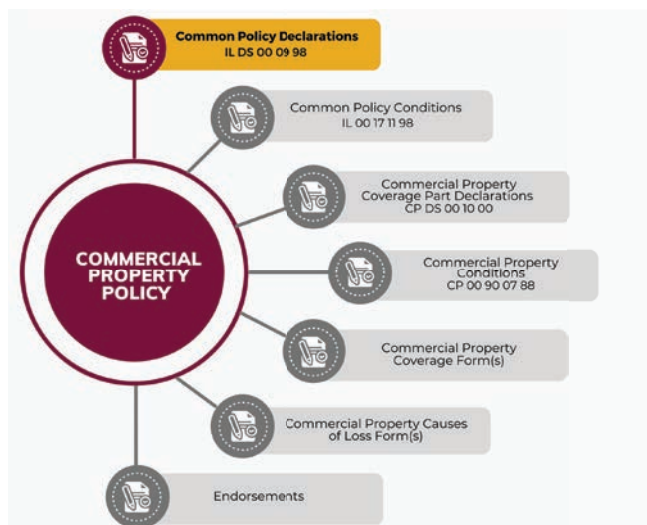 Common Policy Declarations
IL DS 00 09 98
Common Policy Conditions
IL 00 17 11 98
Commercial Property
Coverage Part Declarations
CP DS 00 10 00
COMMERCIAL
PROPERTY
POLICY
Commercial Property
Conditions
CP 00 90 07 88
Commercial Property
Coverage Form(s)
Commercial Property Causes
of Loss Form(s)
Endorsements